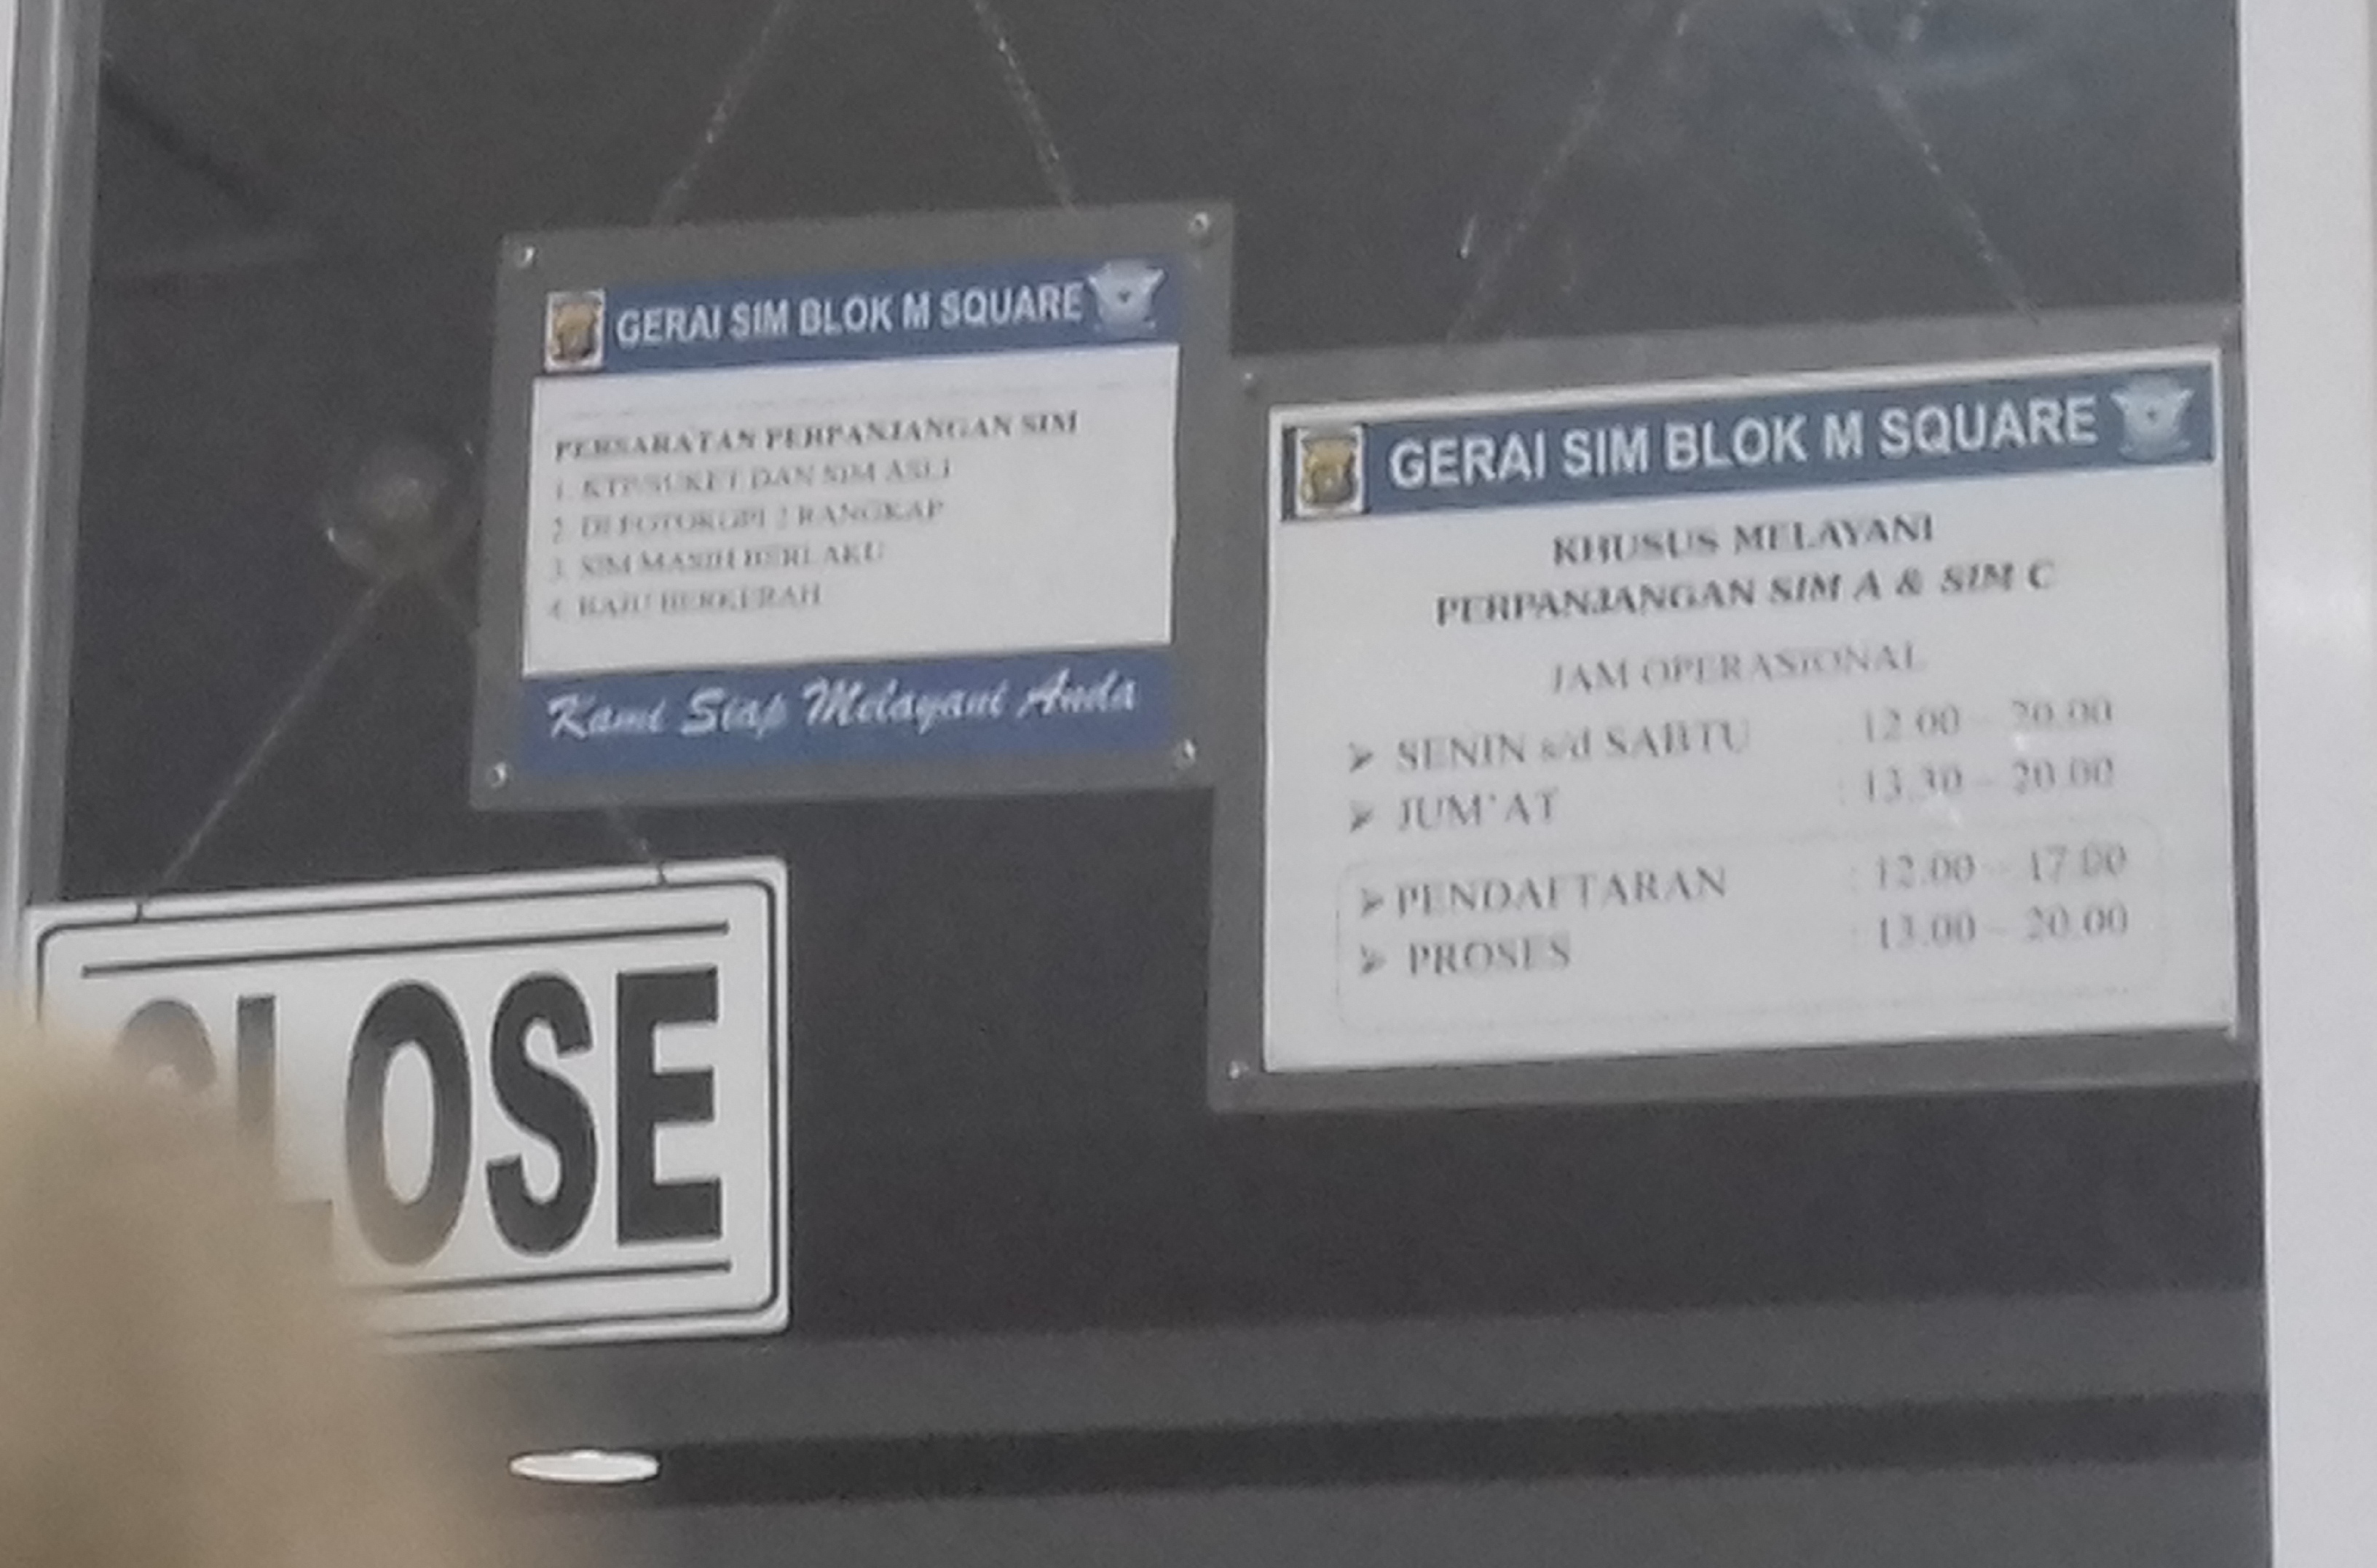 GERAI SIM BLOK M SQUARE
PERSARATAN PERPANJANGAN SIM
1. KTP/SUKET DAN SIM ASLI
2. DI FOTOKOPI 2 RANGKAP
3. SIM MASIH BERLAKU
4. BAJU BERKERAH
Kami Siap Melayani Anda
GERAI SIM BLOK M SQUARE
KHUSUS MELAYANI
PERPANJANGAN SIM A & SIM C
JAM OPERASIONAL
➢ SENIN s/d SABTU : 12.00 – 20.00
➢ JUM'AT : 13.30 – 20.00
➢ PENDAFTARAN : 12.00 – 17.00
➢ PROSES : 13.00 – 20.00
CLOSE